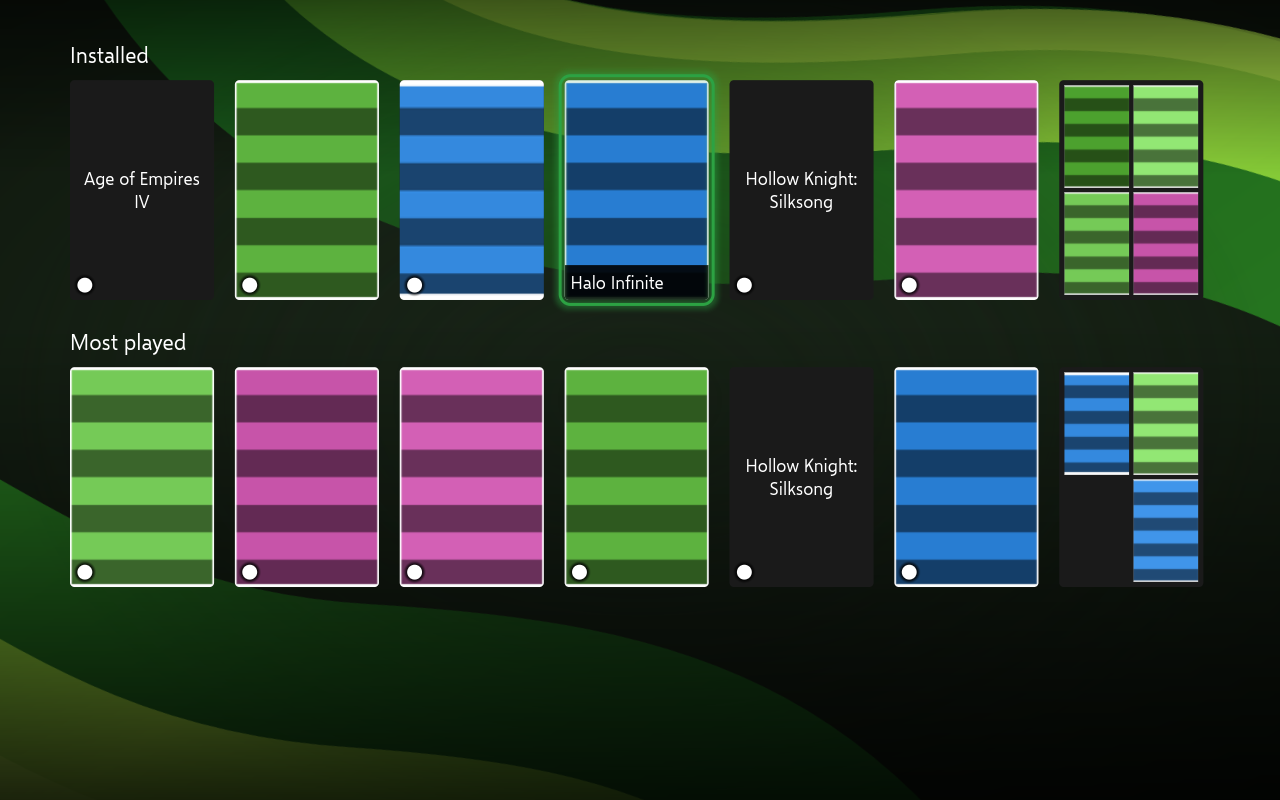 Installed
Age of Empires
IV
Halo Infinite
Hollow Knight:
Silksong
Most played
Hollow Knight:
Silksong